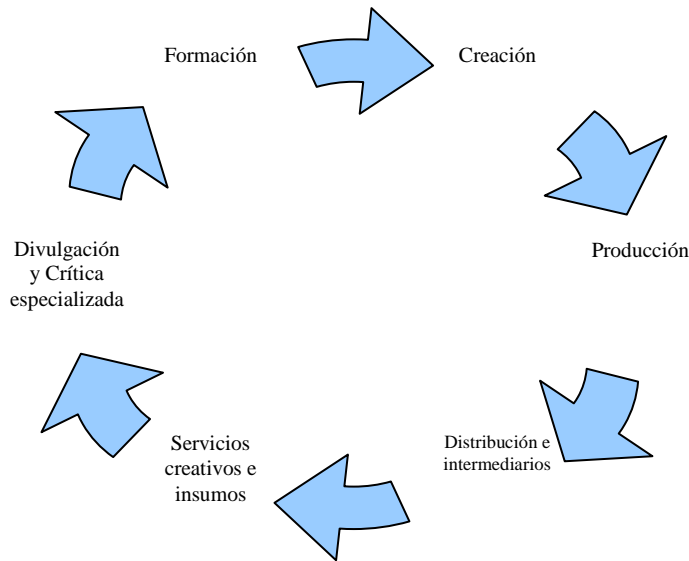 Formación
Creación
Producción
Distribución e
intermediarios
Servicios
creativos e
insumos
Divulgación
y Crítica
especializada